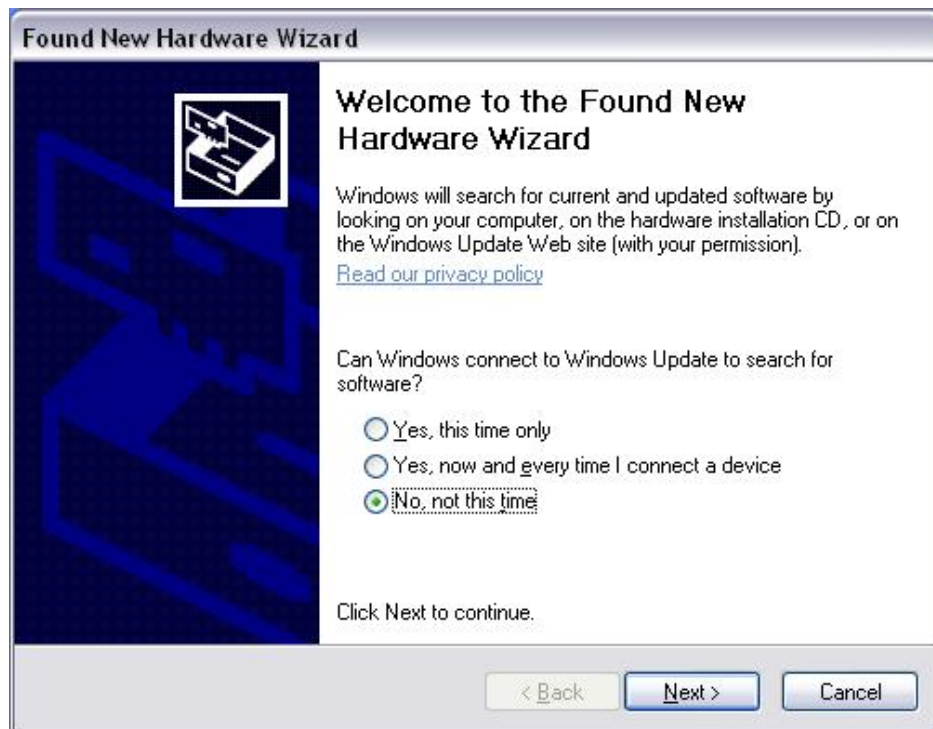 Found New Hardware Wizard
Welcome to the Found New
Hardware Wizard
Windows will search for current and updated software by
looking on your computer, on the hardware installation CD, or on
the Windows Update Web site (with your permission).
Read our privacy policy
Can Windows connect to Windows Update to search for
software?
Yes, this time only
Yes, now and every time I connect a device
No, not this time
Click Next to continue.
< Back Next > Cancel